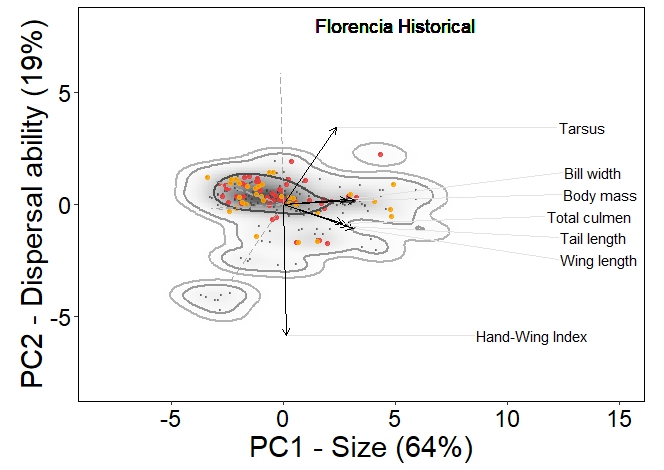 Florencia Historical
PC2 - Dispersal ability (19%)
5
0
-5
Tarsus
Bill width
Body mass
Total culmen
Tail length
Wing length
Hand-Wing Index
-5
0
5
10
15
PC1 - Size (64%)